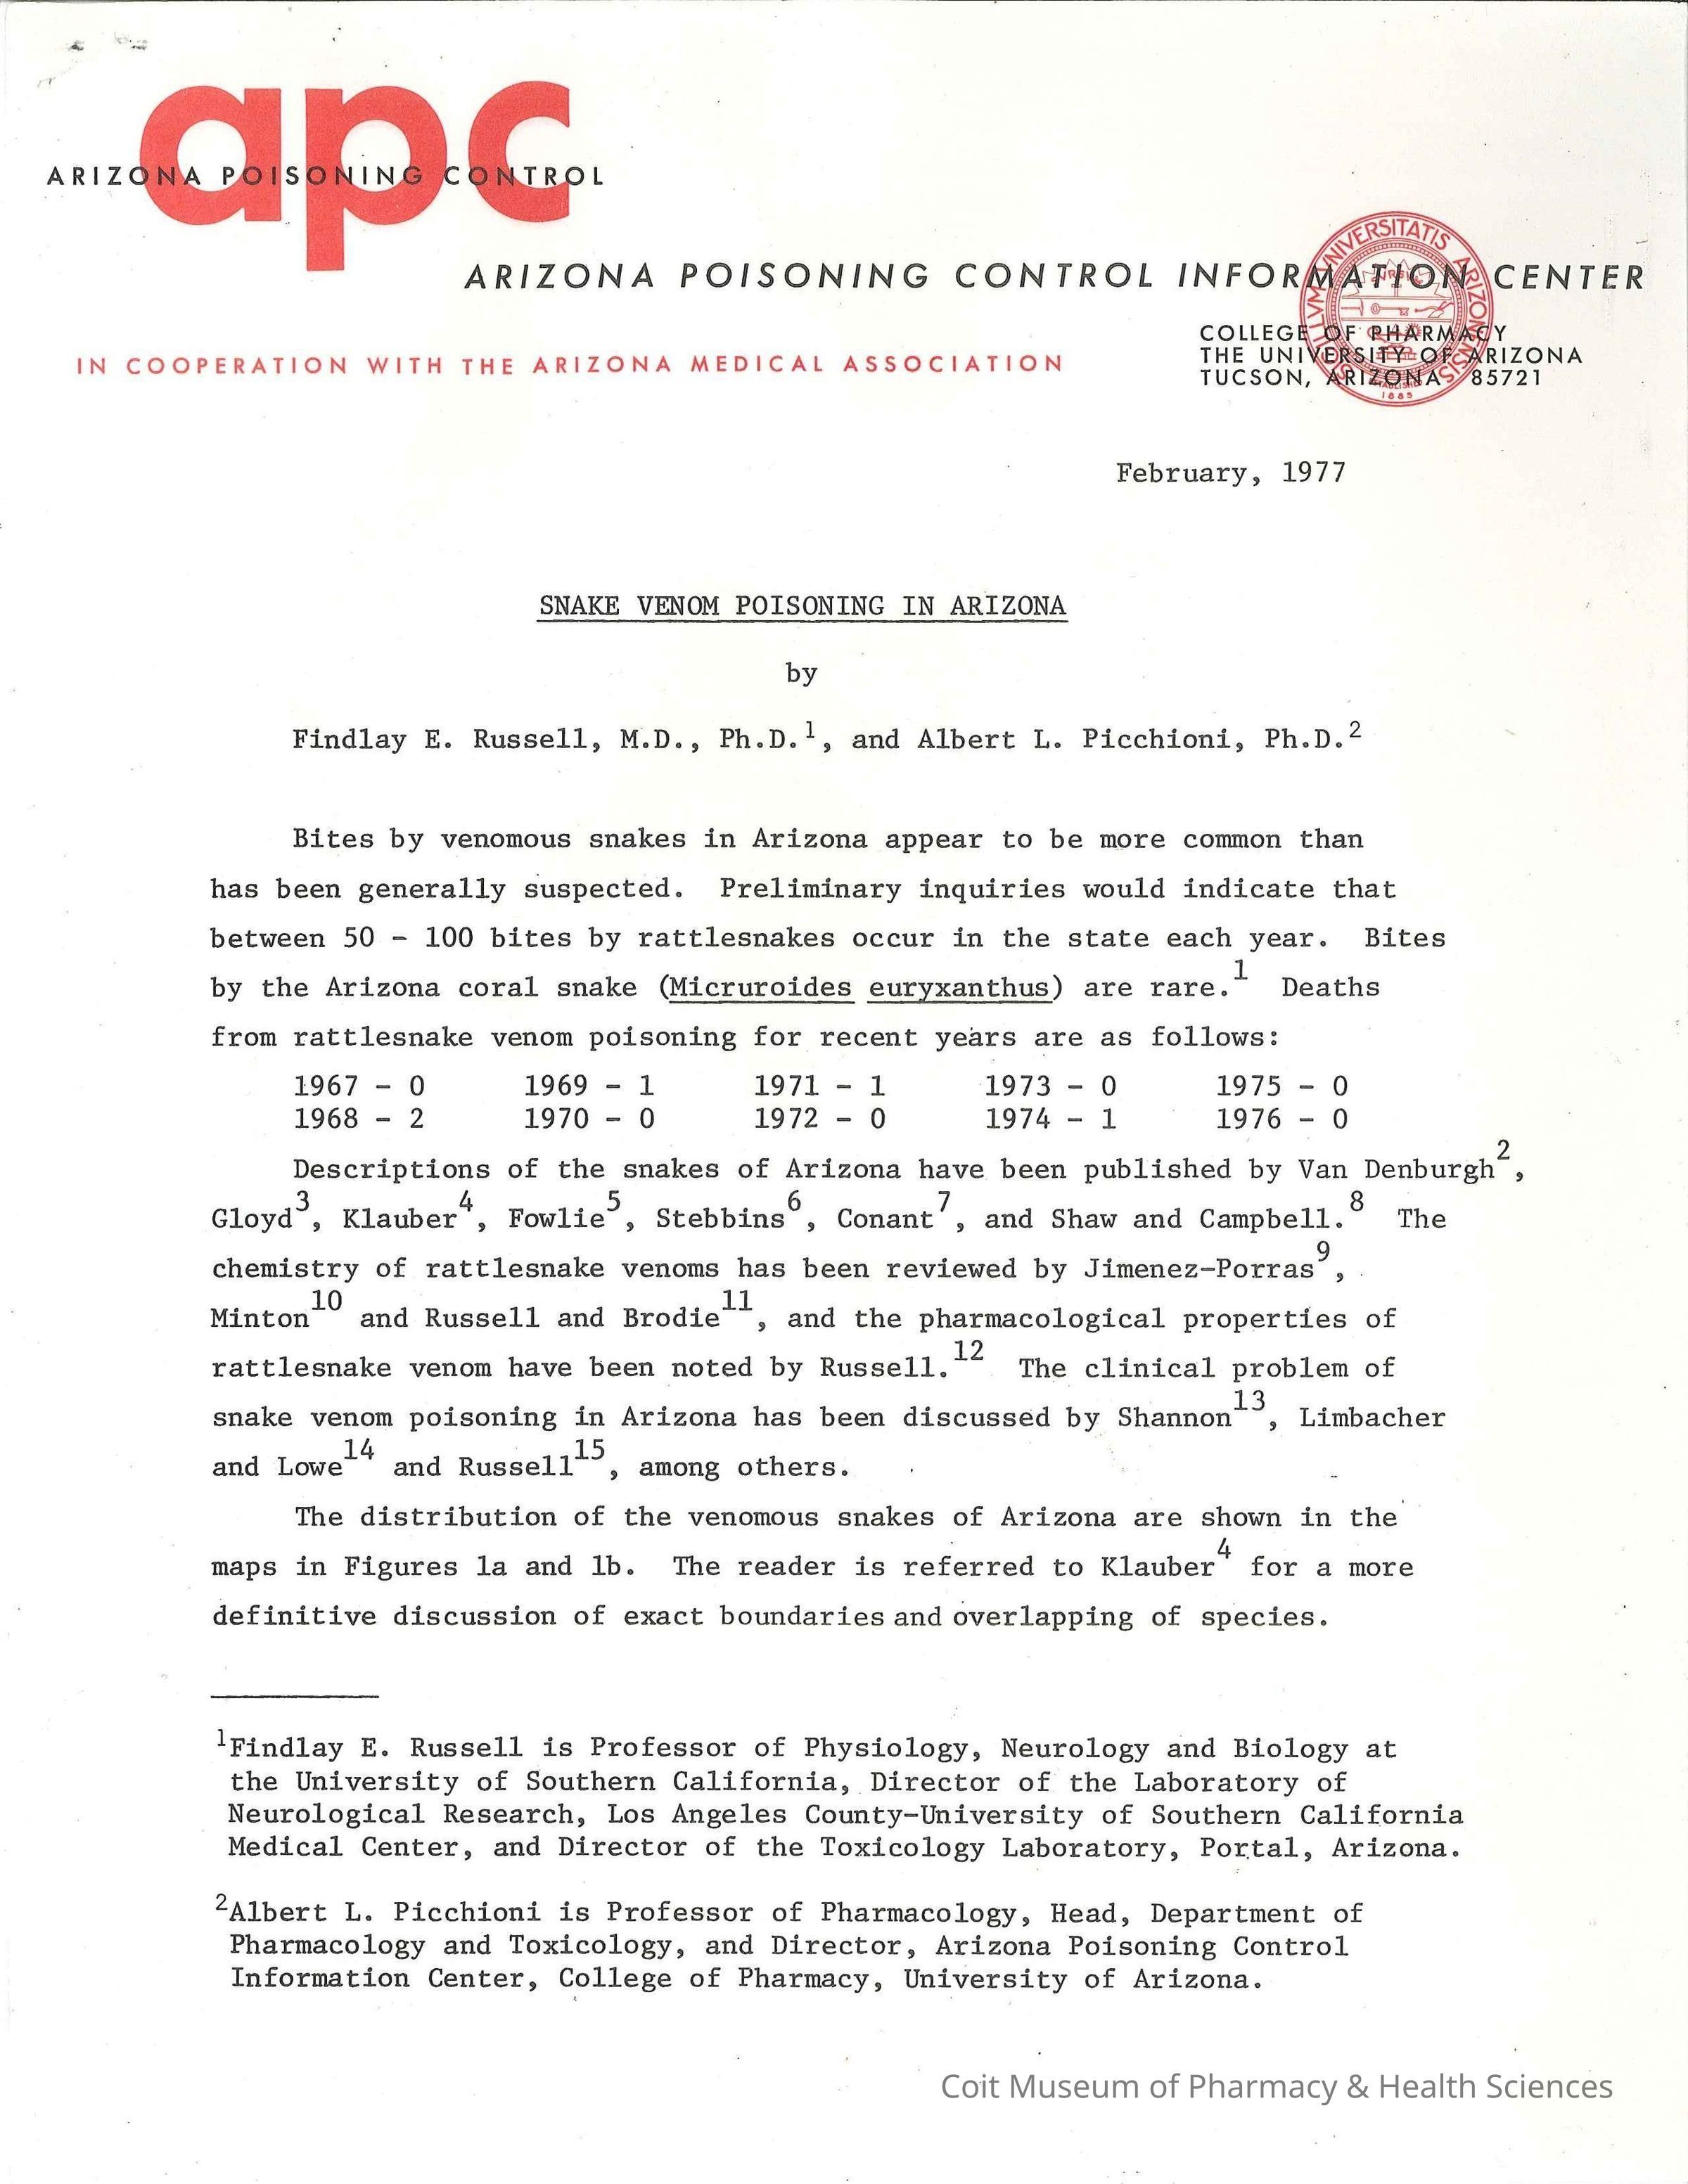 apc
ARIZONA POISONING CONTROL
ARIZONA POISONING CONTROL INFORMATION CENTER
IN COOPERATION WITH THE ARIZONA MEDICAL ASSOCIATION
COLLEGE OF PHARMACY
THE UNIVERSITY OF ARIZONA
TUCSON, ARIZONA 85721
SIGILLVM UNIVERSITATIS ARIZONENSIS
ESTABLISHED
1885
February, 1977
SNAKE VENOM POISONING IN ARIZONA
by
Findlay E. Russell, M.D., Ph.D.¹, and Albert L. Picchioni, Ph.D.²
Bites by venomous snakes in Arizona appear to be more common than
has been generally suspected. Preliminary inquiries would indicate that
between 50 - 100 bites by rattlesnakes occur in the state each year. Bites
by the Arizona coral snake (Micruroides euryxanthus) are rare.¹ Deaths
from rattlesnake venom poisoning for recent years are as follows:
1967 - 0 1969 - 1 1971 - 1 1973 - 0 1975 - 0
1968 - 2 1970 - 0 1972 - 0 1974 - 1 1976 - 0
Descriptions of the snakes of Arizona have been published by Van Denburgh²,
Gloyd³, Klauber⁴, Fowlie⁵, Stebbins⁶, Conant⁷, and Shaw and Campbell.⁸ The
chemistry of rattlesnake venoms has been reviewed by Jimenez-Porras⁹,
Minton¹⁰ and Russell and Brodie¹¹, and the pharmacological properties of
rattlesnake venom have been noted by Russell.¹² The clinical problem of
snake venom poisoning in Arizona has been discussed by Shannon¹³, Limbacher
and Lowe¹⁴ and Russell¹⁵, among others.
The distribution of the venomous snakes of Arizona are shown in the
maps in Figures 1a and 1b. The reader is referred to Klauber⁴ for a more
definitive discussion of exact boundaries and overlapping of species.
¹Findlay E. Russell is Professor of Physiology, Neurology and Biology at
the University of Southern California, Director of the Laboratory of
Neurological Research, Los Angeles County-University of Southern California
Medical Center, and Director of the Toxicology Laboratory, Portal, Arizona.
²Albert L. Picchioni is Professor of Pharmacology, Head, Department of
Pharmacology and Toxicology, and Director, Arizona Poisoning Control
Information Center, College of Pharmacy, University of Arizona.
Coit Museum of Pharmacy & Health Sciences